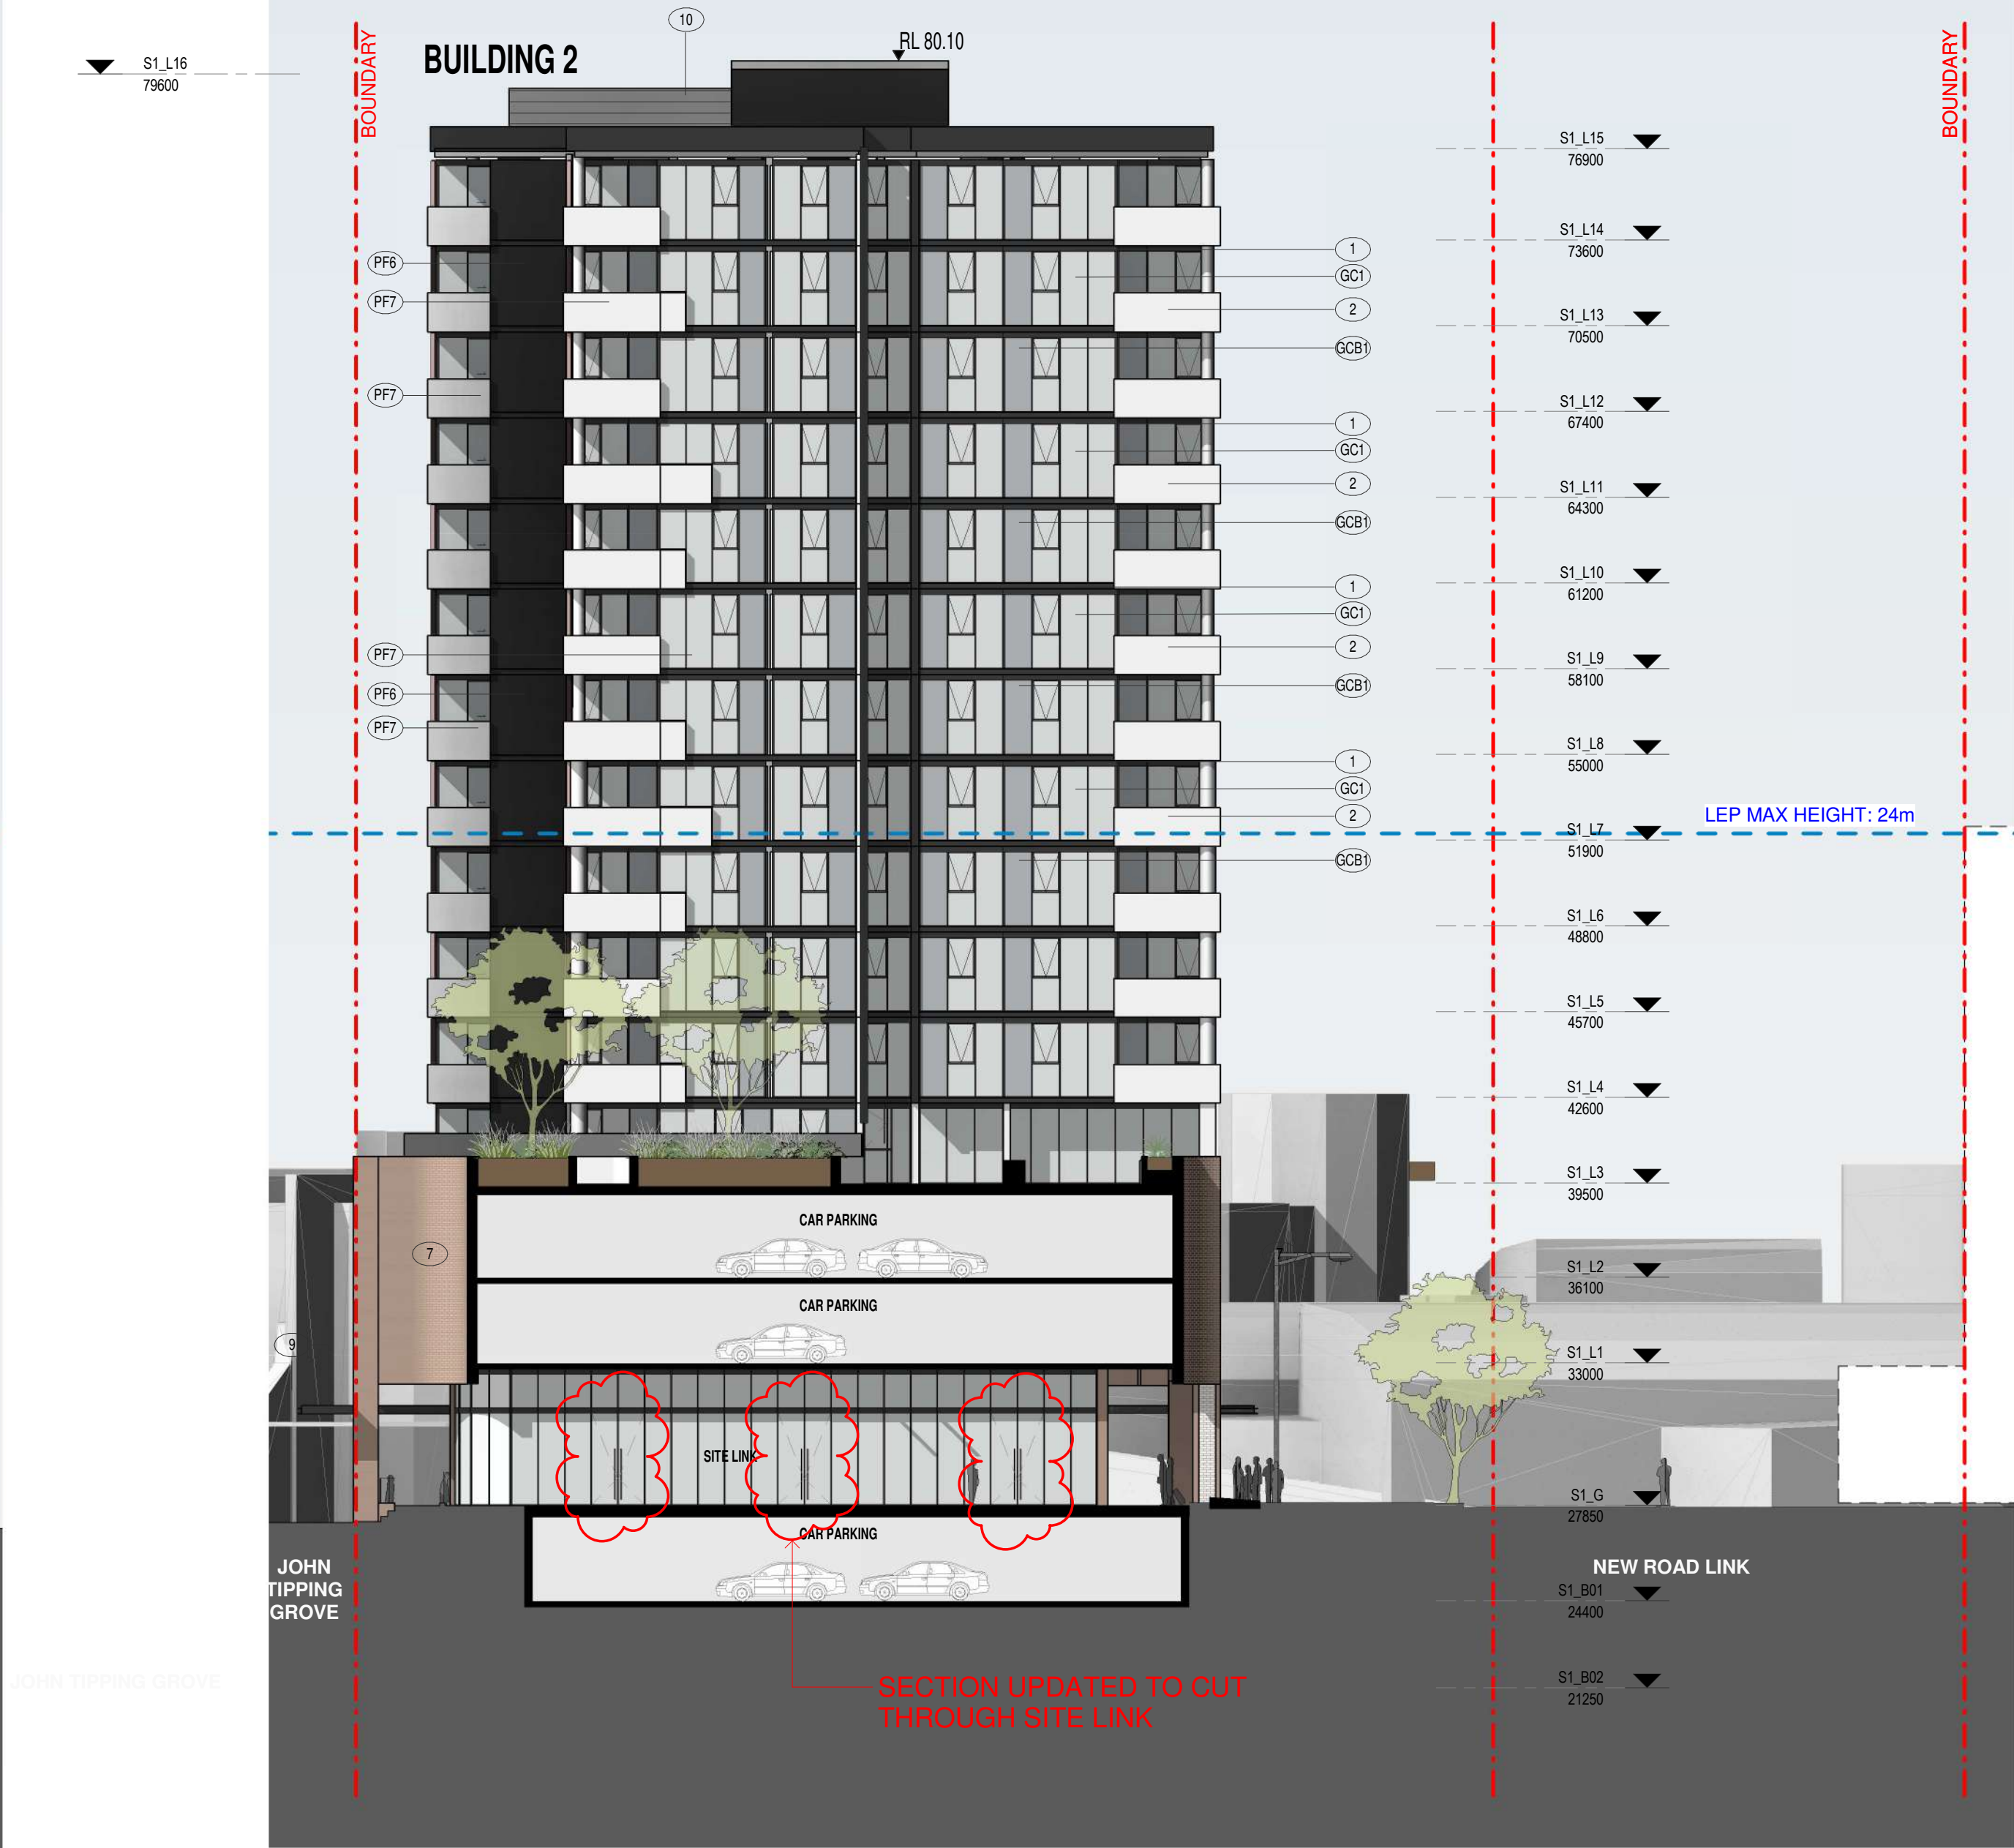 10
BUILDING 2
RL 80.10
BOUNDARY
BOUNDARY
S1_L16
79600
S1_L15
76900
S1_L14
73600
S1_L13
70500
S1_L12
67400
S1_L11
64300
S1_L10
61200
S1_L9
58100
S1_L8
55000
LEP MAX HEIGHT: 24m
S1_L7
51900
S1_L6
48800
S1_L5
45700
S1_L4
42600
S1_L3
39500
S1_L2
36100
S1_L1
33000
S1_G
27850
S1_B01
24400
S1_B02
21250
PF6
PF7
PF7
PF7
PF6
PF7
1
GC1
2
GCB1
1
GC1
2
GCB1
1
GC1
2
GCB1
1
GC1
2
GCB1
7
9
CAR PARKING
CAR PARKING
SITE LINK
CAR PARKING
JOHN
TIPPING
GROVE
NEW ROAD LINK
JOHN TIPPING GROVE
SECTION UPDATED TO CUT
THROUGH SITE LINK